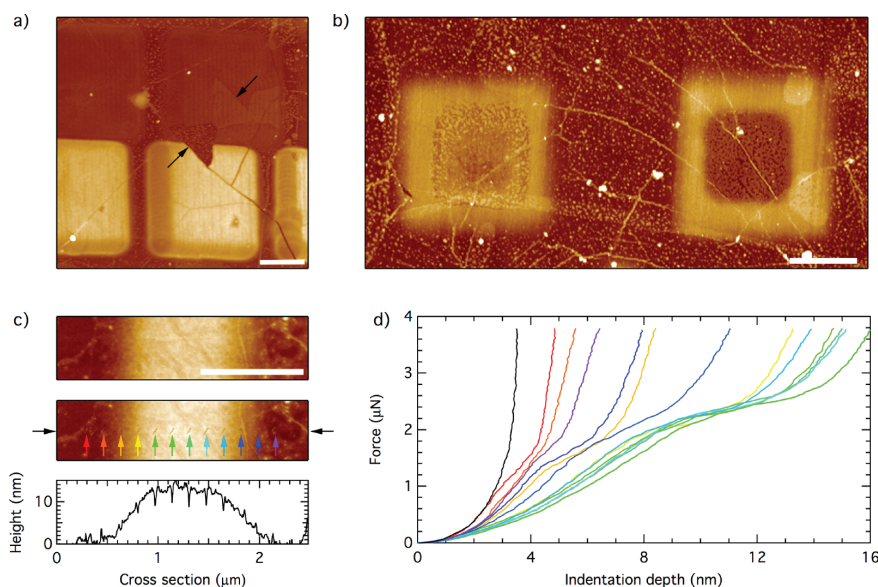 a)
b)
c)
d)
Height (nm)
10
0
0
1
2
Cross section (μm)
Force (μN)
4
3
2
1
0
0
4
8
12
16
Indentation depth (nm)